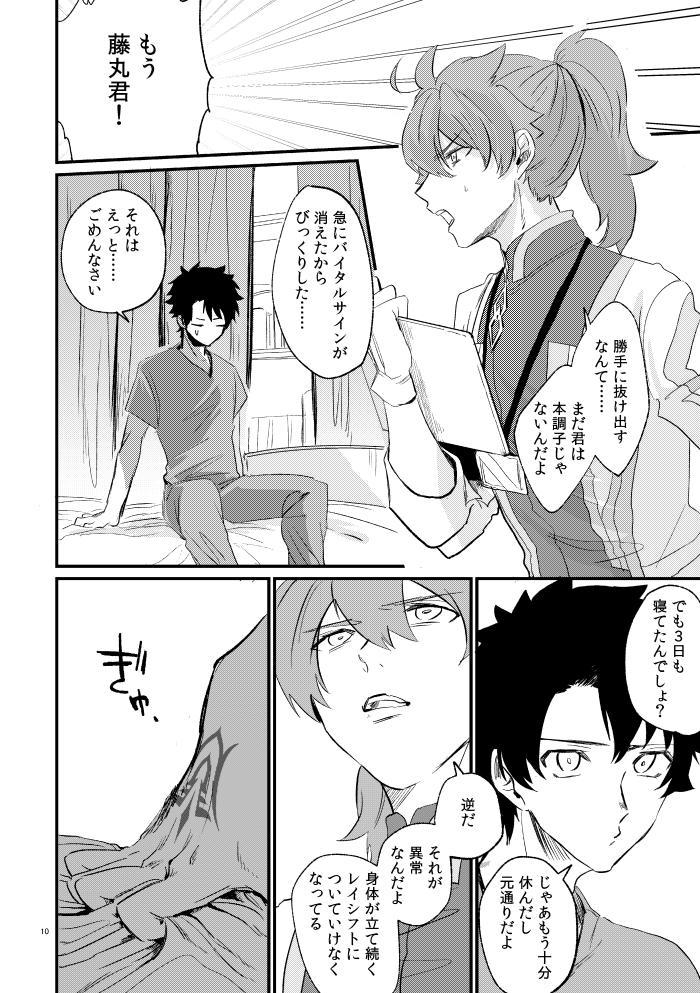 もう
藤丸君！
急にバイタルサインが
消えたから
びっくりした……
勝手に抜け出す
なんて……
まだ君は
本調子じゃ
ないんだよ
それは
えっと……
ごめんなさい
でも３日も
寝てたんでしょ？
じゃあもう十分
休んだし
元通りだよ
逆だ
それが
異常
なんだよ
身体が立て続く
レイシフトに
ついていけなく
なってる
ぎゅ、
10